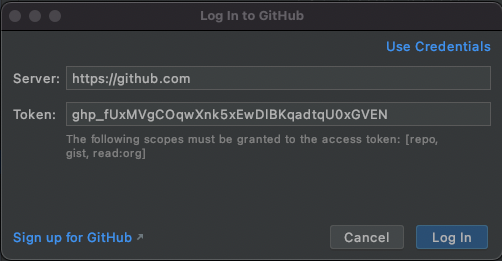 Log In to GitHub
Use Credentials
Server: https://github.com
Token: ghp_fUxMVgCOqwXnk5xEwDlBKqadtqU0xGVEN
The following scopes must be granted to the access token: [repo,
gist, read:org]
Sign up for GitHub ↗ Cancel Log In